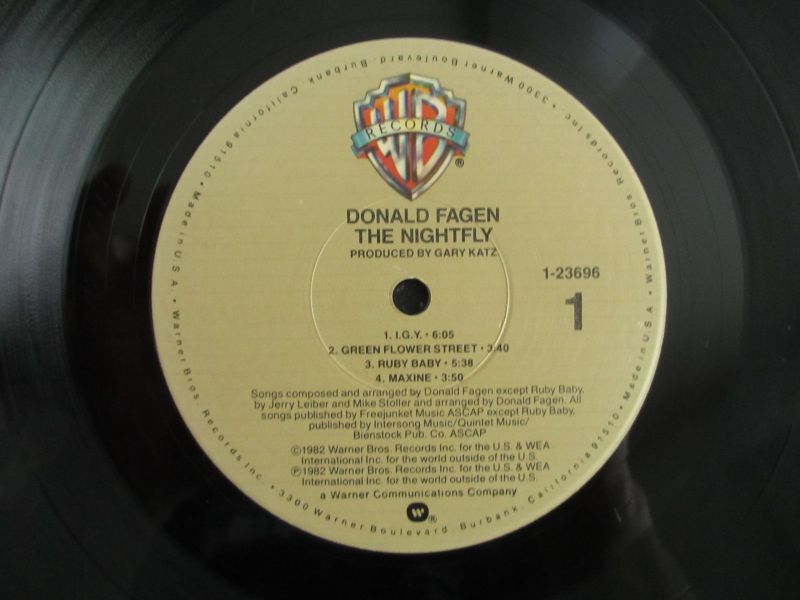 WB
RECORDS
®
DONALD FAGEN
THE NIGHTFLY
PRODUCED BY GARY KATZ
1-23696
1
1. I.G.Y. • 6:05
2. GREEN FLOWER STREET • 3:40
3. RUBY BABY • 5:38
4. MAXINE • 3:50
Songs composed and arranged by Donald Fagen except Ruby Baby,
by Jerry Leiber and Mike Stoller and arranged by Donald Fagen. All
songs published by Freejunket Music ASCAP except Ruby Baby,
published by Intersong Music/Quintet Music/
Bienstock Pub. Co. ASCAP
©1982 Warner Bros. Records Inc. for the U.S. & WEA
International Inc. for the world outside of the U.S.
℗1982 Warner Bros. Records Inc. for the U.S. & WEA
International Inc. for the world outside of the U.S.
a Warner Communications Company
W®
Made in U.S.A. • Warner Bros. Records Inc. • 3300 Warner Boulevard, Burbank, California 91510 • Made in U.S.A. • Warner Bros. Records Inc. • 3300 Warner Boulevard, Burbank, California 91510 •